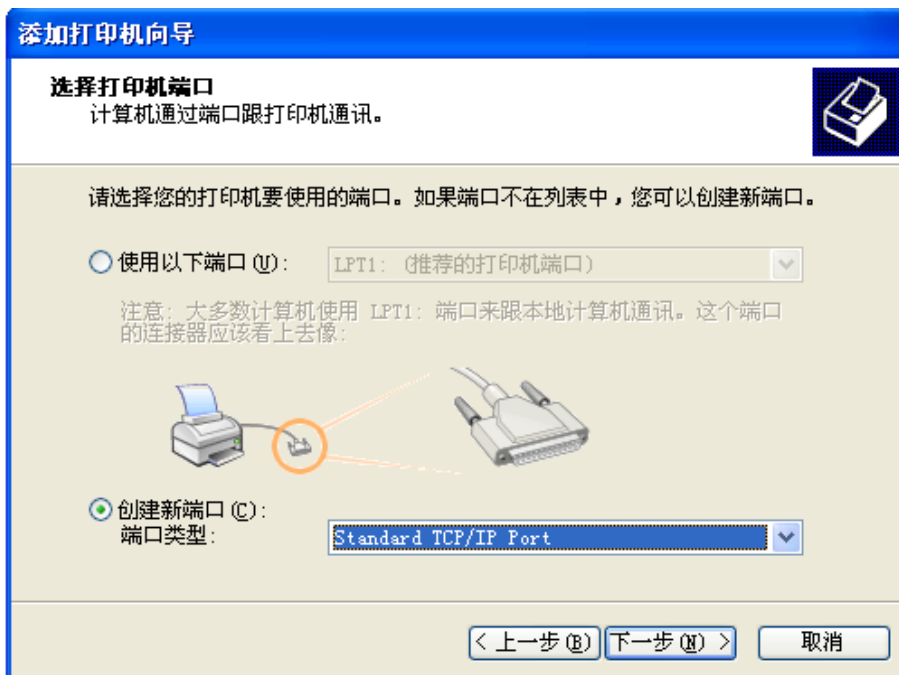 添加打印机向导
选择打印机端口
计算机通过端口跟打印机通讯。
请选择您的打印机要使用的端口。如果端口不在列表中，您可以创建新端口。
使用以下端口(U)： LPT1: (推荐的打印机端口)
注意: 大多数计算机使用 LPT1: 端口来跟本地计算机通讯。这个端口
的连接器应该看上去像:
创建新端口(C):
端口类型: Standard TCP/IP Port
< 上一步(B) 下一步(N) > 取消